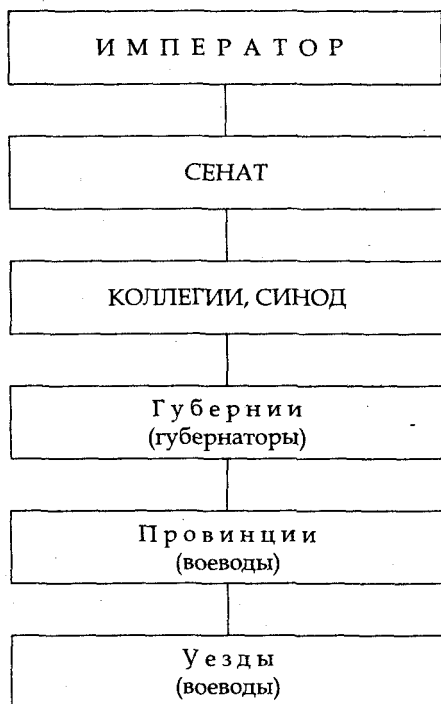 ИМПЕРАТОР
СЕНАТ
КОЛЛЕГИИ, СИНОД
Губернии
(губернаторы)
Провинции
(воеводы)
Уезды
(воеводы)